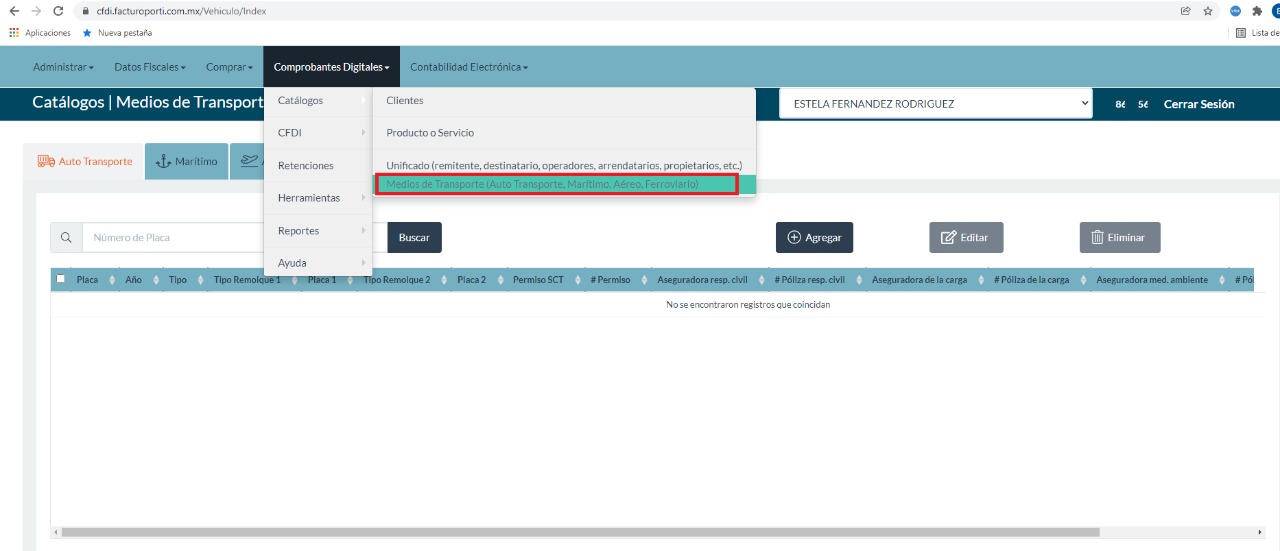 cfdi.facturoporti.com.mx/Vehiculo/Index
Aplicaciones Nueva pestaña Lista de
Administrar Datos Fiscales Comprar Comprobantes Digitales Contabilidad Electrónica
Catálogos | Medios de Transport
ESTELA FERNANDEZ RODRIGUEZ
Cerrar Sesión
Catálogos
CFDI
Retenciones
Herramientas
Reportes
Ayuda
Clientes
Producto o Servicio
Unificado (remitente, destinatario, operadores, arrendatarios, propietarios, etc.)
Medios de Transporte (Auto Transporte, Marítimo, Aéreo, Ferroviario)
Auto Transporte Marítimo
Número de Placa Buscar Agregar Editar Eliminar
Placa Año Tipo Tipo Remolque 1 Placa 1 Tipo Remolque 2 Placa 2 Permiso SCT # Permiso Aseguradora resp. civil # Póliza resp. civil Aseguradora de la carga # Póliza de la carga Aseguradora med. ambiente # Pól
No se encontraron registros que coincidan